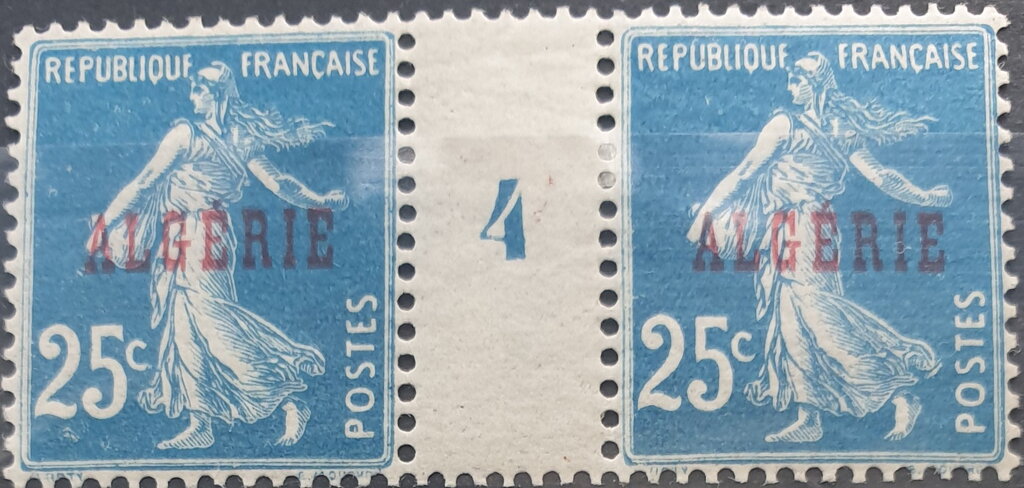 REPUBLIQUE FRANÇAISE
ALGÉRIE
25c
POSTES
4
REPUBLIQUE FRANÇAISE
ALGÉRIE
25c
POSTES